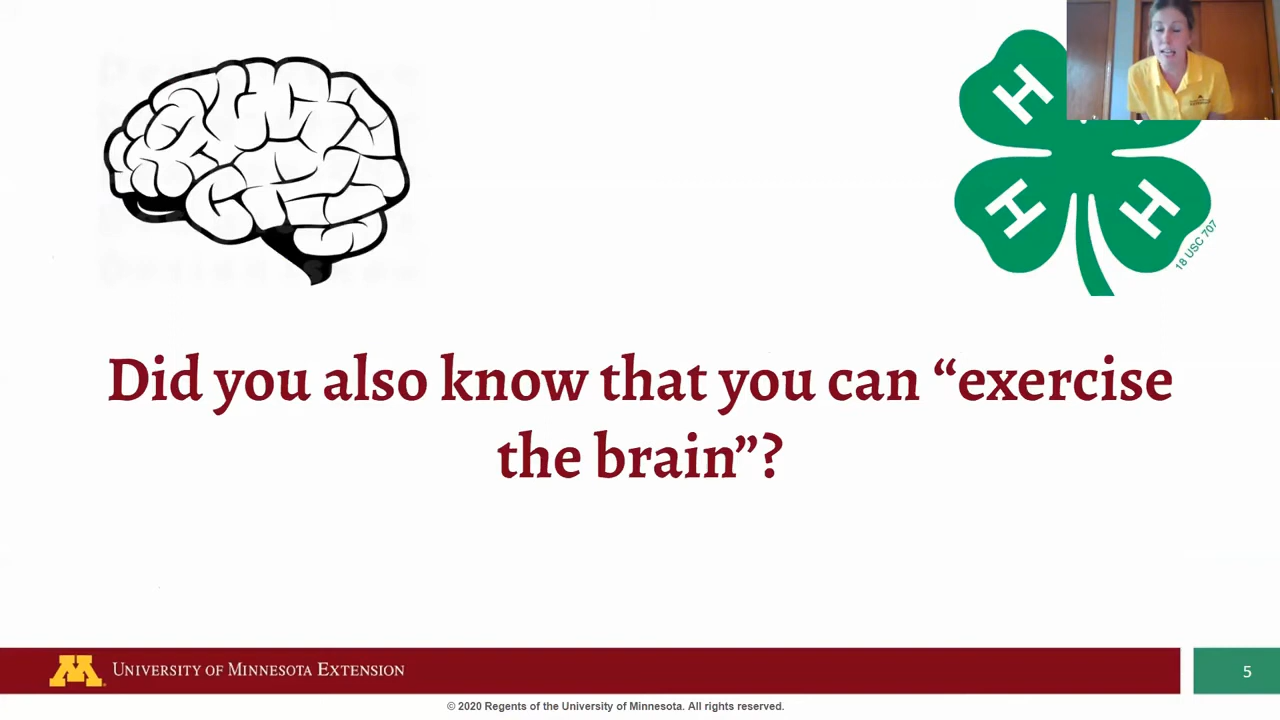 H
H
H
18 USC 707
Did you also know that you can “exercise
the brain”?
M UNIVERSITY OF MINNESOTA EXTENSION
5
© 2020 Regents of the University of Minnesota. All rights reserved.